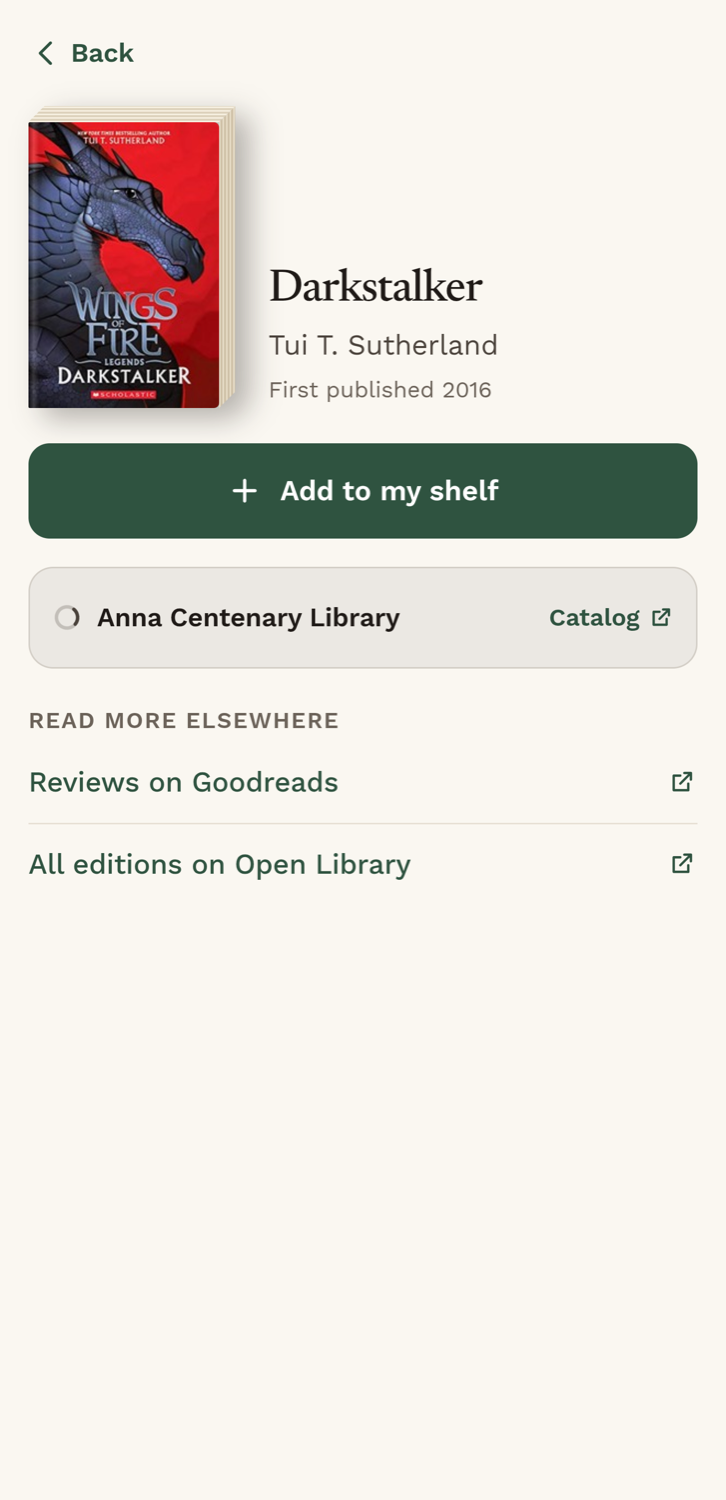 Back
NEW YORK TIMES BESTSELLING AUTHOR
TUI T. SUTHERLAND
WINGS
OF
FIRE
LEGENDS
DARKSTALKER
SCHOLASTIC
Darkstalker
Tui T. Sutherland
First published 2016
Add to my shelf
Anna Centenary Library
Catalog
READ MORE ELSEWHERE
Reviews on Goodreads
All editions on Open Library